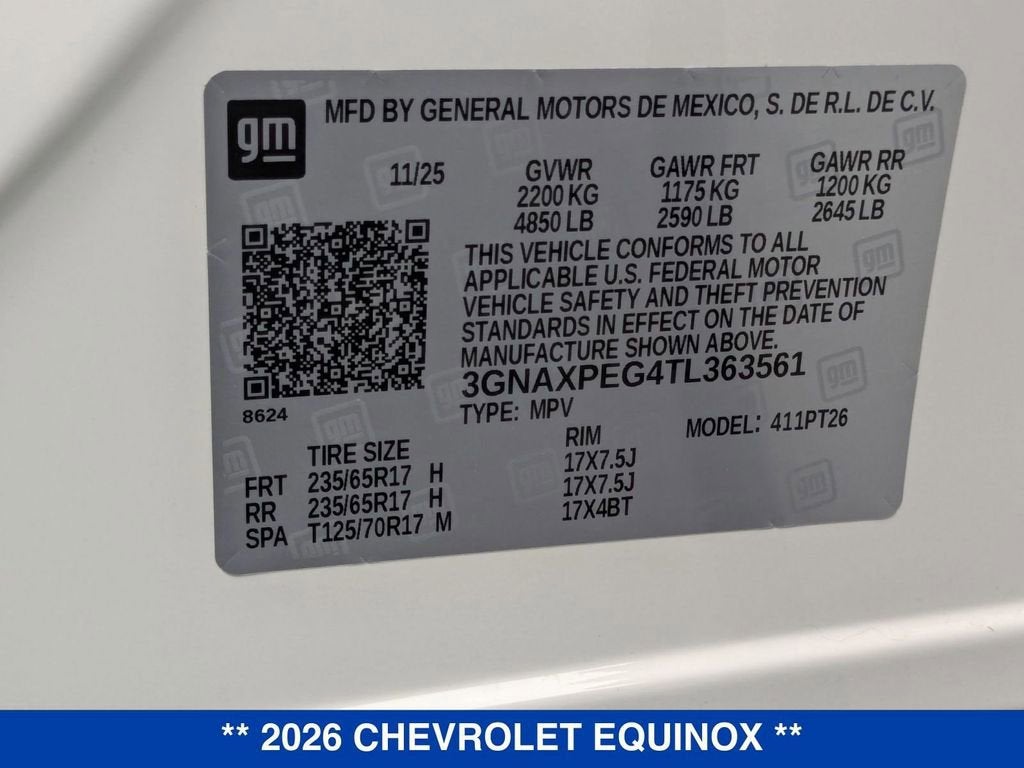 gm
MFD BY GENERAL MOTORS DE MEXICO, S. DE R.L. DE C.V.
11/25 GVWR GAWR FRT GAWR RR
2200 KG 1175 KG 1200 KG
4850 LB 2590 LB 2645 LB
THIS VEHICLE CONFORMS TO ALL
APPLICABLE U.S. FEDERAL MOTOR
VEHICLE SAFETY AND THEFT PREVENTION
STANDARDS IN EFFECT ON THE DATE OF
MANUFACTURE SHOWN ABOVE.
3GNAXPEG4TL363561
8624
TYPE: MPV MODEL: 411PT26
TIRE SIZE RIM
FRT 235/65R17 H 17X7.5J
RR 235/65R17 H 17X7.5J
SPA T125/70R17 M 17X4BT
** 2026 CHEVROLET EQUINOX **